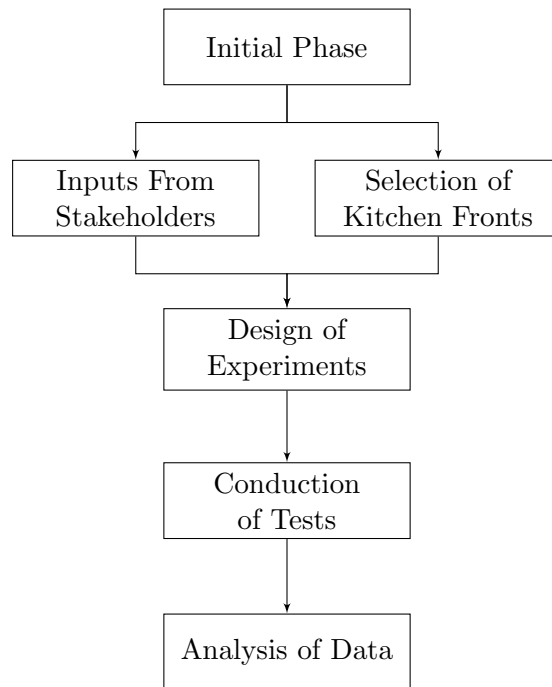 Initial Phase
Inputs From
Stakeholders
Selection of
Kitchen Fronts
Design of
Experiments
Conduction
of Tests
Analysis of Data